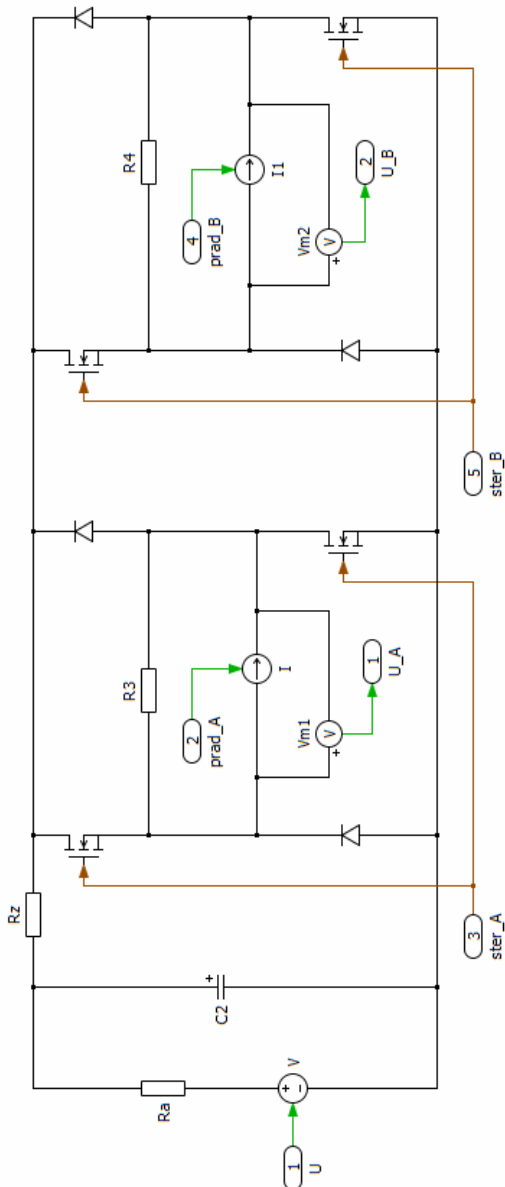 R4
I1
4
prad_B
2
U_B
Vm2
V
+
5
ster_B
R3
I
2
prad_A
1
U_A
Vm1
V
+
3
ster_A
Rz
C2
+
Ra
V
+
−
1
U